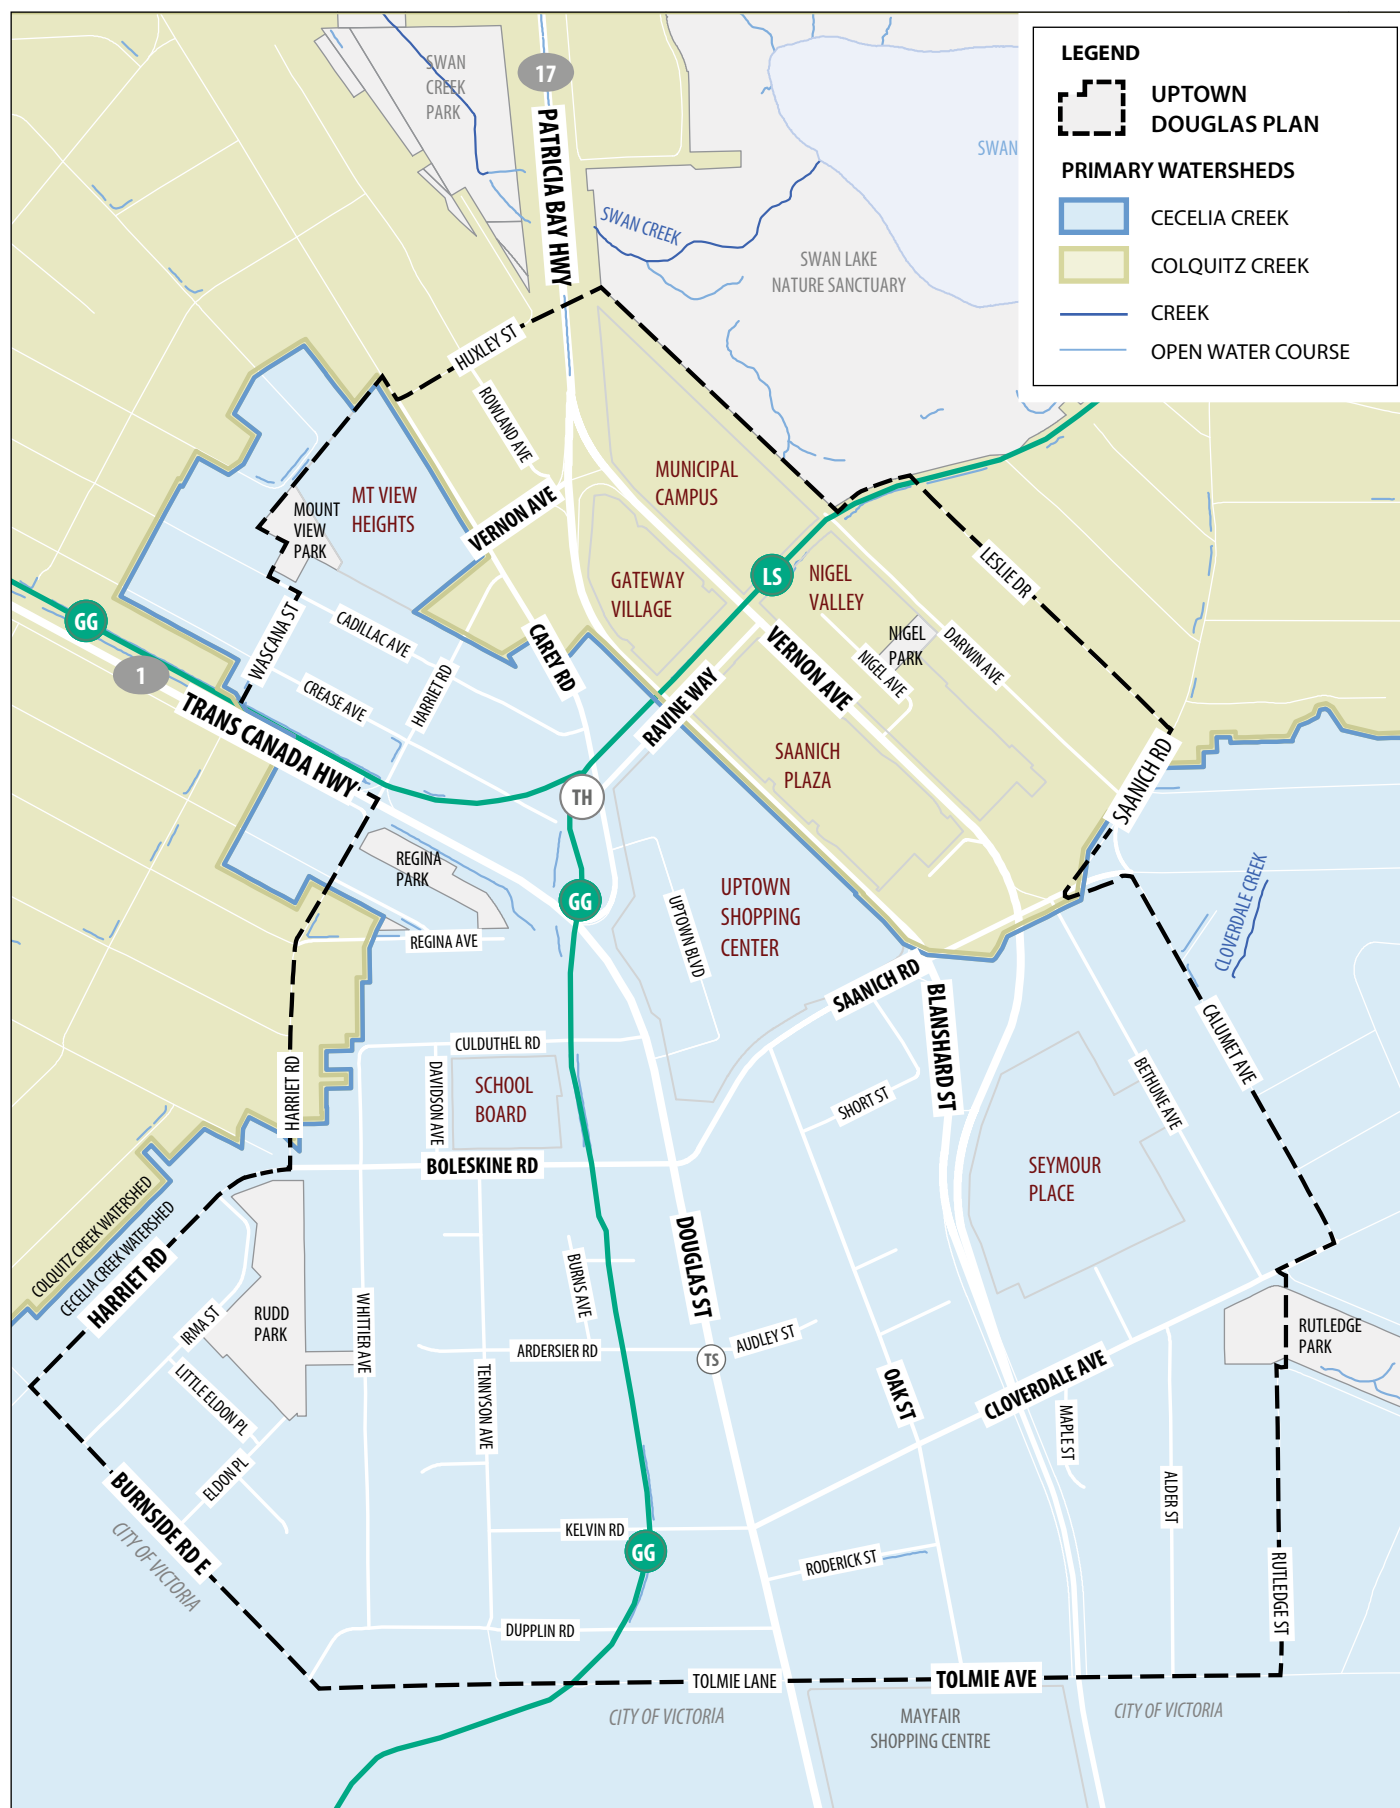 SWAN
CREEK
PARK
17
PATRICIA BAY HWY
SWAN
SWAN CREEK
SWAN LAKE
NATURE SANCTUARY
LEGEND
UPTOWN
DOUGLAS PLAN
PRIMARY WATERSHEDS
CECELIA CREEK
COLQUITZ CREEK
CREEK
OPEN WATER COURSE
HUXLEY ST
ROWLAND AVE
MUNICIPAL
CAMPUS
MT VIEW
HEIGHTS
MOUNT
VIEW
PARK
VERNON AVE
GATEWAY
VILLAGE
LS
NIGEL
VALLEY
LESLIE DR
NIGEL
PARK
DARWIN AVE
NIGEL AVE
VERNON AVE
GG
1
WASCANA ST
CADILLAC AVE
CREASE AVE
HARRIET RD
CAREY RD
RAVINE WAY
TRANS CANADA HWY
SAANICH
PLAZA
SAANICH RD
TH
REGINA
PARK
GG
UPTOWN
SHOPPING
CENTER
UPTOWN BLVD
REGINA AVE
SAANICH RD
CLOVERDALE CREEK
BLANSHARD ST
CALUMET AVE
CULDUTHEL RD
DAVIDSON AVE
SCHOOL
BOARD
HARRIET RD
SHORT ST
BETHUNE AVE
BOLESKINE RD
SEYMOUR
PLACE
COLQUITZ CREEK WATERSHED
CECELIA CREEK WATERSHED
HARRIET RD
DOUGLAS ST
BURNS AVE
IRMA ST
RUDD
PARK
WHITTIER AVE
ARDERSIER RD
AUDLEY ST
TS
RUTLEDGE
PARK
LITTLE ELDON PL
TENNYSON AVE
OAK ST
CLOVERDALE AVE
MAPLE ST
ELDON PL
ALDER ST
BURNSIDE RD E
CITY OF VICTORIA
KELVIN RD
GG
RODERICK ST
RUTLEDGE ST
DUPPLIN RD
TOLMIE LANE
TOLMIE AVE
CITY OF VICTORIA
MAYFAIR
SHOPPING CENTRE
CITY OF VICTORIA